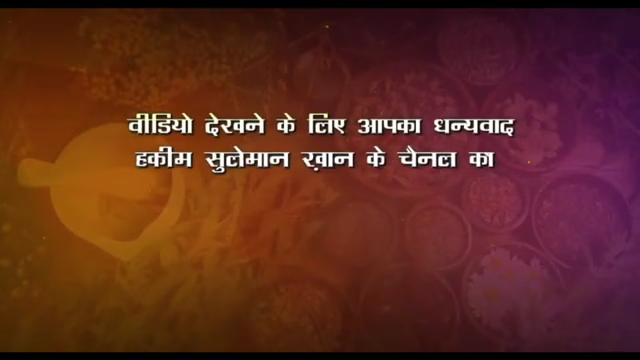 वीडियो देखने के लिए आपका धन्यवाद
हकीम सुलेमान ख़ान के चैनल का